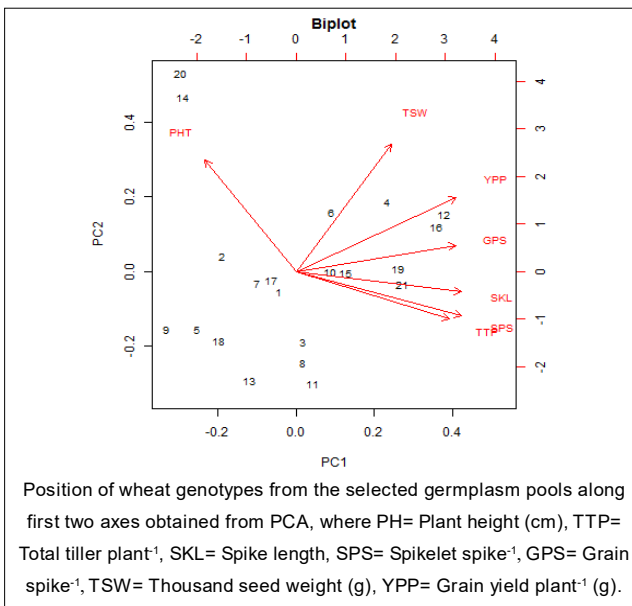 Biplot
-2 -1 0 1 2 3 4
20
14
PHT
TSW
YPP
6
4
12
16
GPS
2
7
17
1
10
15
19
21
SKL
SPS
TTP
9
5
18
3
8
13
11
0.4
0.2
0.0
-0.2
PC2
4
3
2
1
0
-1
-2
-0.2 0.0 0.2 0.4
PC1
Position of wheat genotypes from the selected germplasm pools along
first two axes obtained from PCA, where PH= Plant height (cm), TTP=
Total tiller plant⁻¹, SKL= Spike length, SPS= Spikelet spike⁻¹, GPS= Grain
spike⁻¹, TSW= Thousand seed weight (g), YPP= Grain yield plant⁻¹ (g).